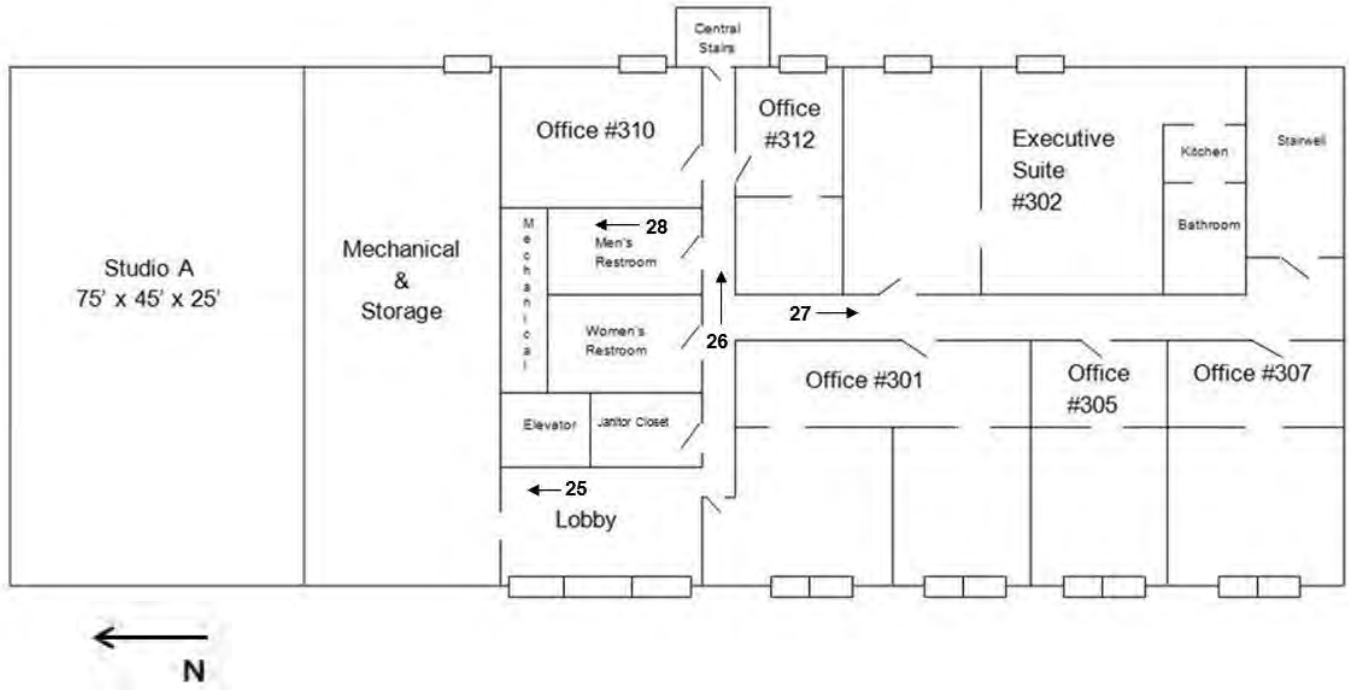 Central
Stairs
Office #310
Office
#312
Executive
Suite
#302
Kitchen
Stairwell
Bathroom
Studio A
75' x 45' x 25'
Mechanical
&
Storage
M
e
c
h
a
n
i
c
a
l
28
Men's
Restroom
Women's
Restroom
26
27
Office #301
Office
#305
Office #307
Elevator
Janitor Closet
25
Lobby
N